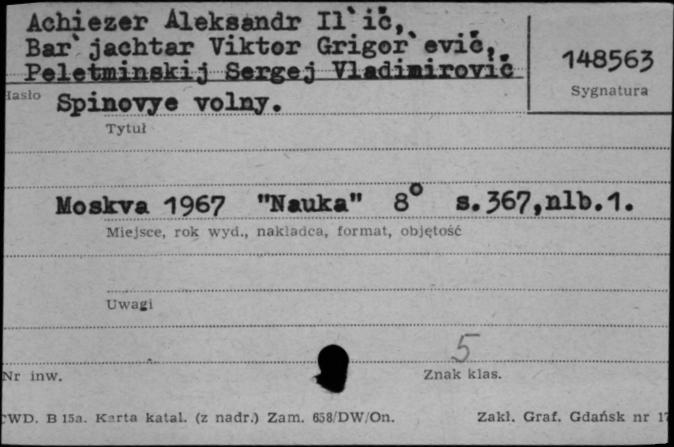 Achiezer Aleksandr Il`ič,
Bar`jachtar Viktor Grigor`evič,
Peletminskij Sergej Vladimirovič
148563
Sygnatura
Hasło
Spinovye volny.
Tytuł
Moskva 1967 "Nauka" 8° s.367,nlb.1.
Miejsce, rok wyd., nakładca, format, objętość
Uwagi
5
Nr inw.
Znak klas.
CWD. B 15a. Karta katal. (z nadr.) Zam. 658/DW/On.
Zakł. Graf. Gdańsk nr 17